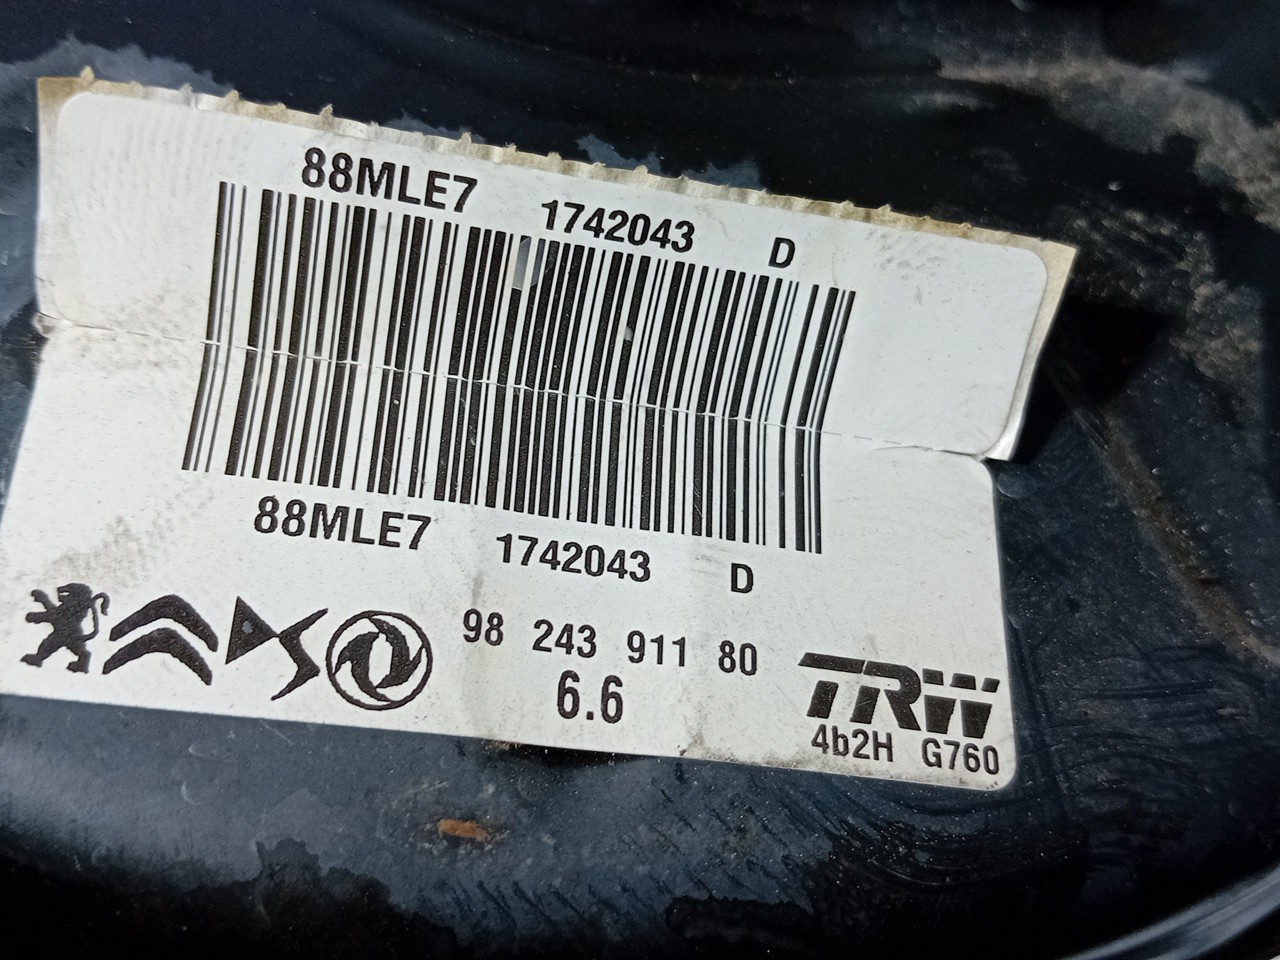 88MLE7 1742043 D
88MLE7 1742043 D
98 243 911 80
6.6
TRW
4b2H G760